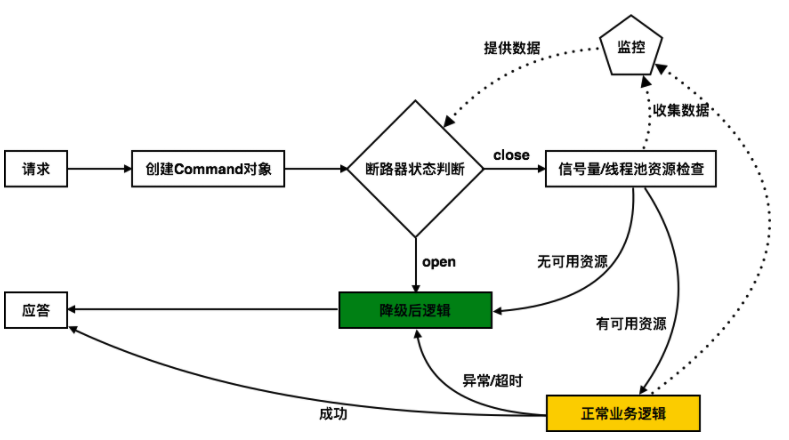 监控
提供数据
收集数据
请求
创建Command对象
断路器状态判断
close
信号量/线程池资源检查
open
无可用资源
应答
降级后逻辑
有可用资源
异常/超时
成功
正常业务逻辑